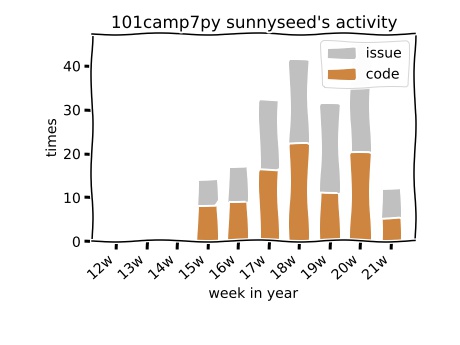 101camp7py sunnyseed's activity
issue
code
times
40
30
20
10
0
12w 13w 14w 15w 16w 17w 18w 19w 20w 21w
week in year